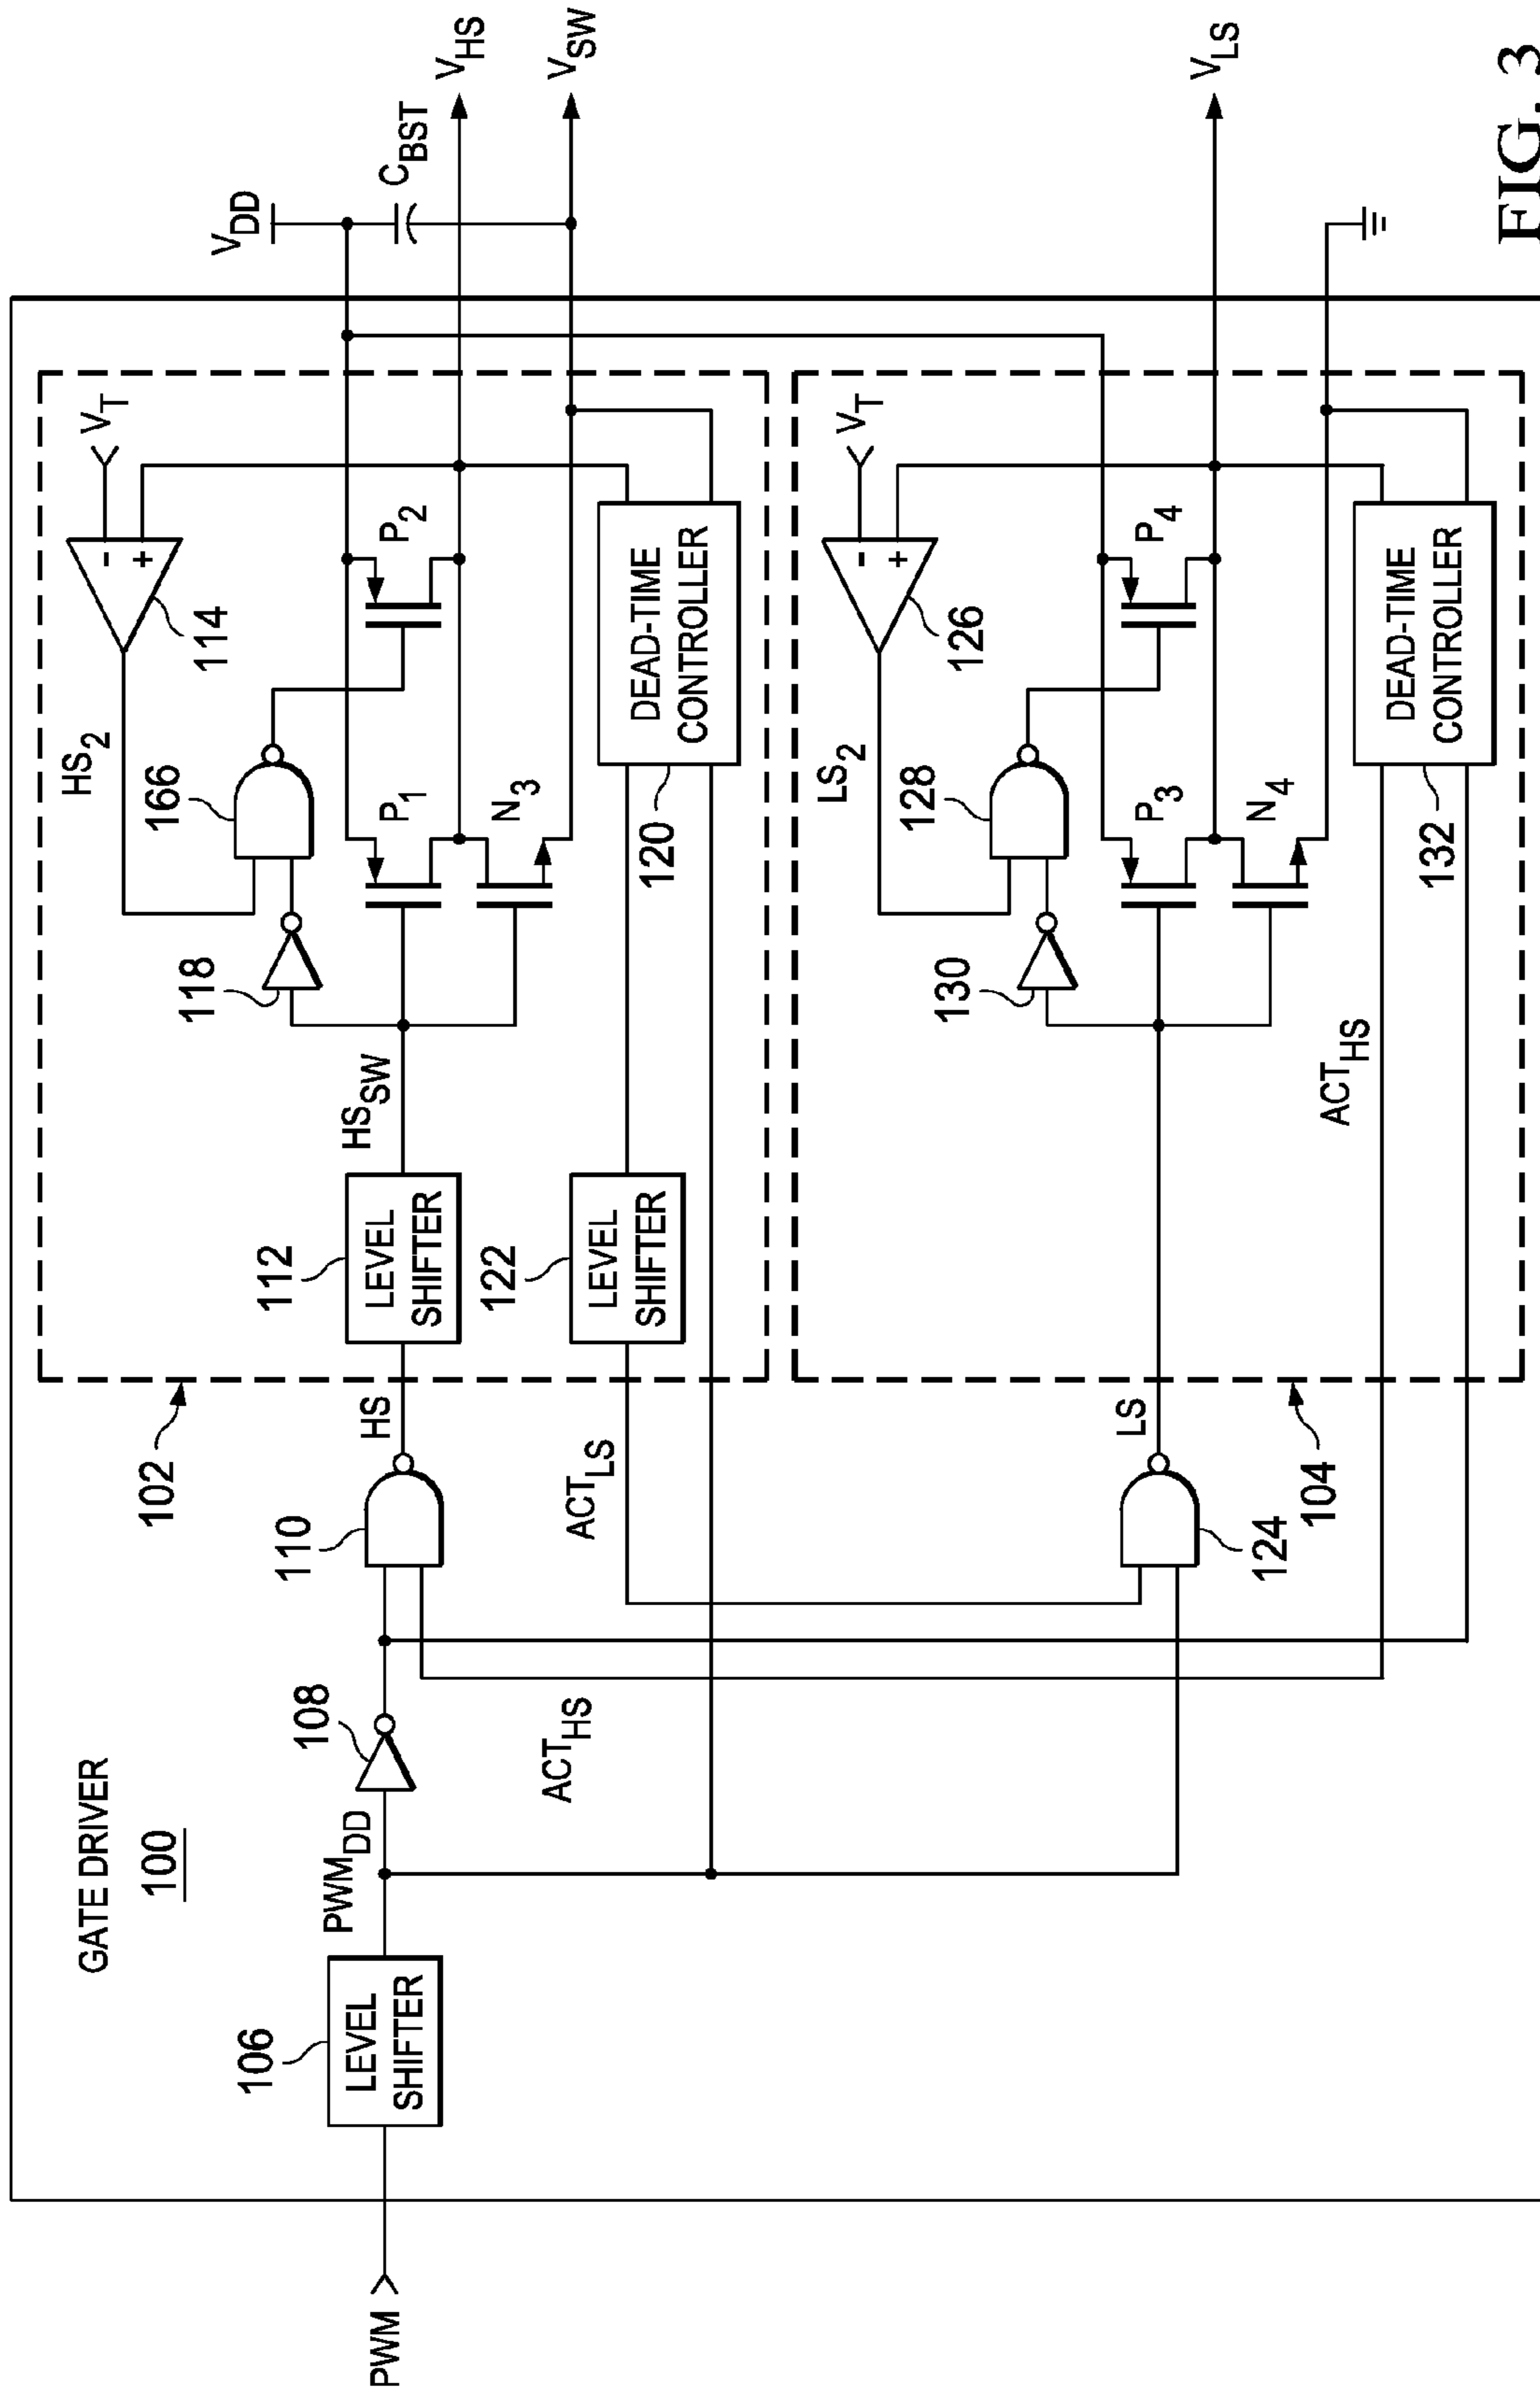 GATE DRIVER
100
PWM
106
LEVEL
SHIFTER
PWM_DD
108
ACT_HS
110
HS
102
ACT_LS
124
LS
104
112
LEVEL
SHIFTER
HS_SW
122
LEVEL
SHIFTER
118
166
HS_2
114
-
+
V_T
P_1
P_2
N_3
120
DEAD-TIME
CONTROLLER
V_DD
C_BST
V_HS
V_SW
130
128
LS_2
126
-
+
V_T
P_3
P_4
N_4
ACT_HS
132
DEAD-TIME
CONTROLLER
V_LS
FIG. 3